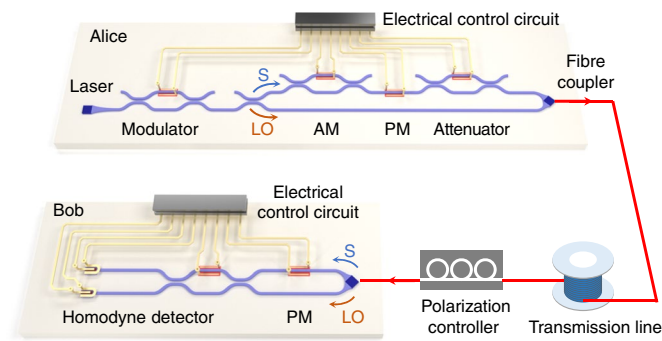 Alice
Electrical control circuit
Laser
S
Fibre
coupler
Modulator
LO
AM
PM
Attenuator
Bob
Electrical
control circuit
S
Homodyne detector
PM
LO
Polarization
controller
Transmission line